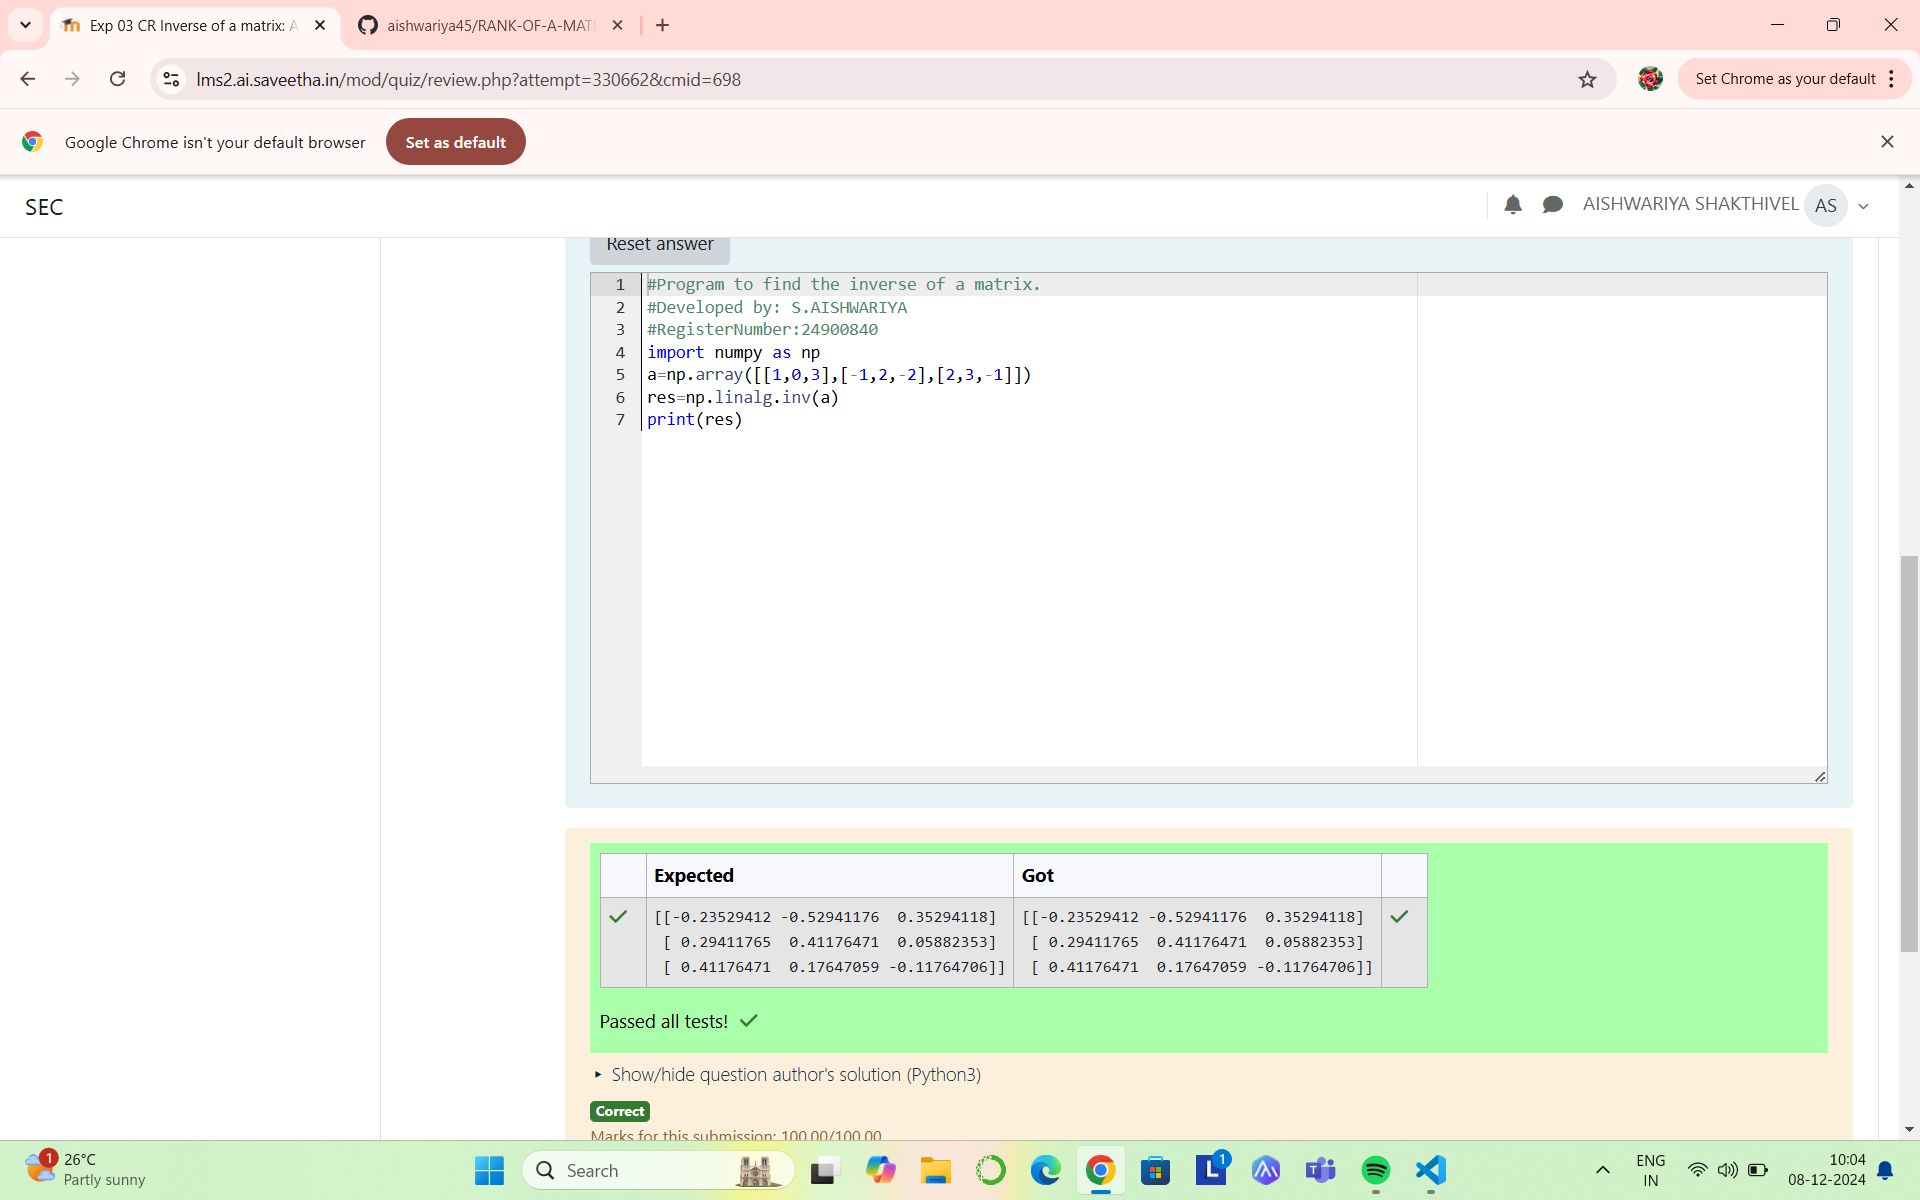 Exp 03 CR Inverse of a matrix: A
aishwariya45/RANK-OF-A-MAT
lms2.ai.saveetha.in/mod/quiz/review.php?attempt=330662&cmid=698
Set Chrome as your default
Google Chrome isn't your default browser
Set as default
SEC
AISHWARIYA SHAKTHIVEL
AS
Reset answer
1 #Program to find the inverse of a matrix.
2 #Developed by: S.AISHWARIYA
3 #RegisterNumber:24900840
4 import numpy as np
5 a=np.array([[1,0,3],[-1,2,-2],[2,3,-1]])
6 res=np.linalg.inv(a)
7 print(res)
Expected Got
[[-0.23529412 -0.52941176  0.35294118] [[-0.23529412 -0.52941176  0.35294118]
[ 0.29411765  0.41176471  0.05882353] [ 0.29411765  0.41176471  0.05882353]
[ 0.41176471  0.17647059 -0.11764706]] [ 0.41176471  0.17647059 -0.11764706]]
Passed all tests!
Show/hide question author's solution (Python3)
Correct
Marks for this submission: 100.00/100.00
1
26°C
Partly sunny
Search
L
1
T
ENG
IN
10:04
08-12-2024